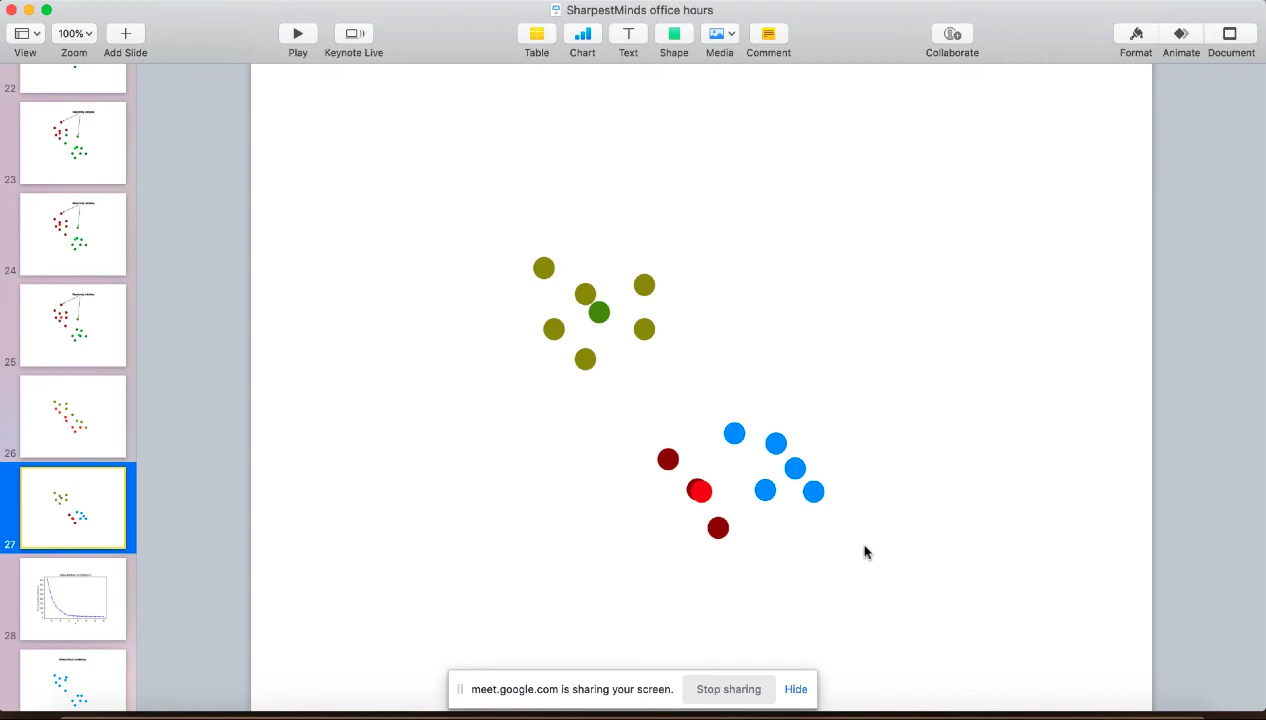 SharpestMinds office hours
100%
View Zoom Add Slide Play Keynote Live Table Chart Text Shape Media Comment Collaborate Format Animate Document
22
23
24
25
26
27
28
meet.google.com is sharing your screen. Stop sharing Hide